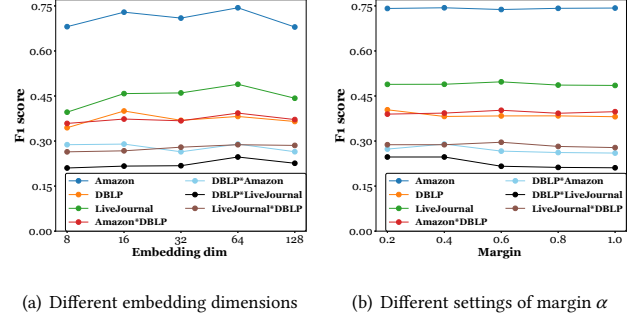 0.75
0.60
0.45
0.30
0.15
0.00
F1 score
Amazon
DBLP
LiveJournal
Amazon*DBLP
DBLP*Amazon
DBLP*LiveJournal
LiveJournal*DBLP
8 16 32 64 128
Embedding dim
(a) Different embedding dimensions
0.75
0.60
0.45
0.30
0.15
0.00
F1 score
Amazon
DBLP
LiveJournal
Amazon*DBLP
DBLP*Amazon
DBLP*LiveJournal
LiveJournal*DBLP
0.2 0.4 0.6 0.8 1.0
Margin
(b) Different settings of margin α